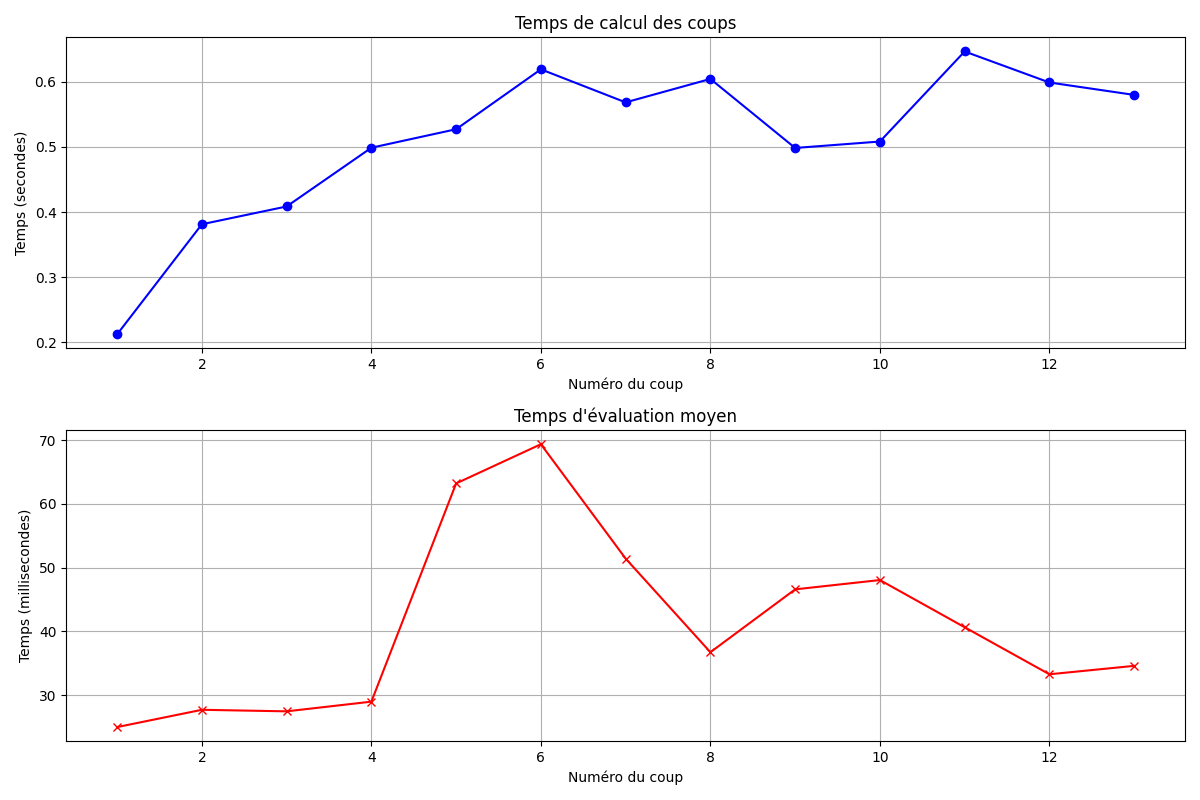 Temps de calcul des coups
Temps (secondes)
0.6
0.5
0.4
0.3
0.2
2 4 6 8 10 12
Numéro du coup
Temps d'évaluation moyen
Temps (millisecondes)
70
60
50
40
30
2 4 6 8 10 12
Numéro du coup